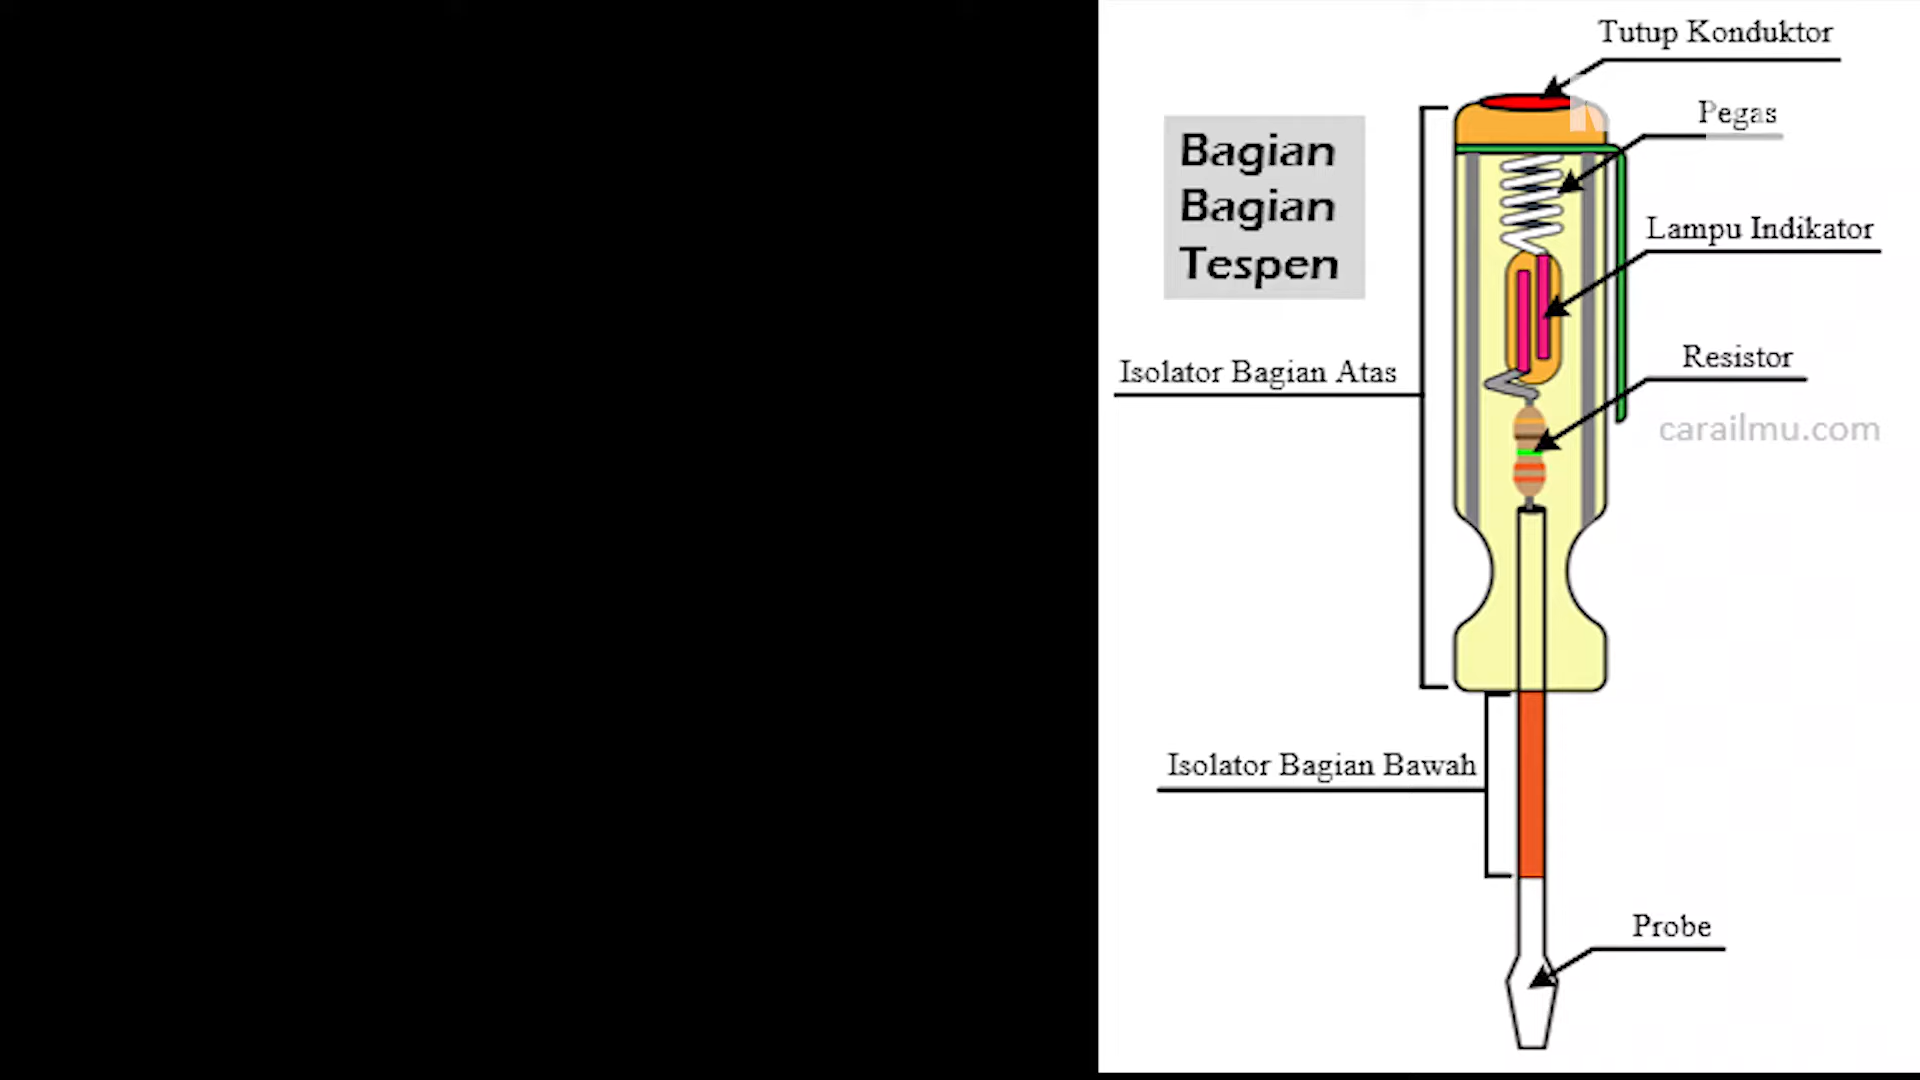 Tutup Konduktor
Pegas
Bagian
Bagian
Tespen
Lampu Indikator
Resistor
Isolator Bagian Atas
carailmu.com
Isolator Bagian Bawah
Probe